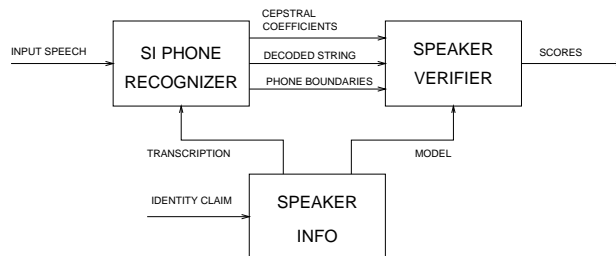 CEPSTRAL
COEFFICIENTS
INPUT SPEECH
SI PHONE
RECOGNIZER
DECODED STRING
PHONE BOUNDARIES
SPEAKER
VERIFIER
SCORES
TRANSCRIPTION
MODEL
IDENTITY CLAIM
SPEAKER
INFO